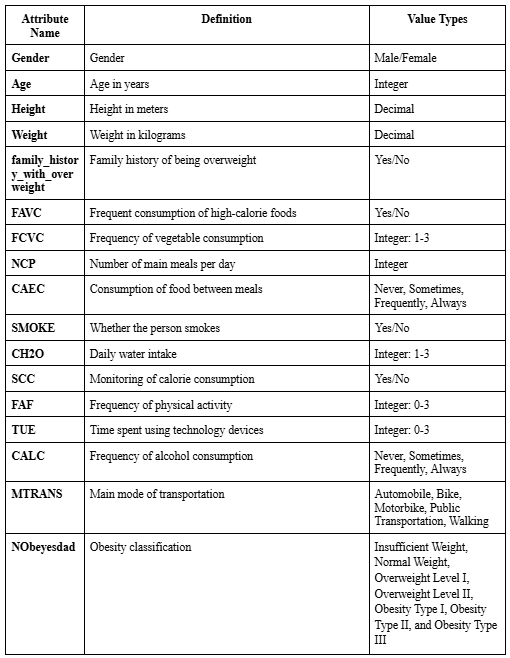 Attribute Name Definition Value Types
Gender Gender Male/Female
Age Age in years Integer
Height Height in meters Decimal
Weight Weight in kilograms Decimal
family_histor Family history of being overweight Yes/No
y_with_over
weight
FAVC Frequent consumption of high-calorie foods Yes/No
FCVC Frequency of vegetable consumption Integer: 1-3
NCP Number of main meals per day Integer
CAEC Consumption of food between meals Never, Sometimes,
Frequently, Always
SMOKE Whether the person smokes Yes/No
CH2O Daily water intake Integer: 1-3
SCC Monitoring of calorie consumption Yes/No
FAF Frequency of physical activity Integer: 0-3
TUE Time spent using technology devices Integer: 0-3
CALC Frequency of alcohol consumption Never, Sometimes,
Frequently, Always
MTRANS Main mode of transportation Automobile, Bike,
Motorbike, Public
Transportation, Walking
NObeyesdad Obesity classification Insufficient Weight,
Normal Weight,
Overweight Level I,
Overweight Level II,
Obesity Type I, Obesity
Type II, and Obesity Type
III